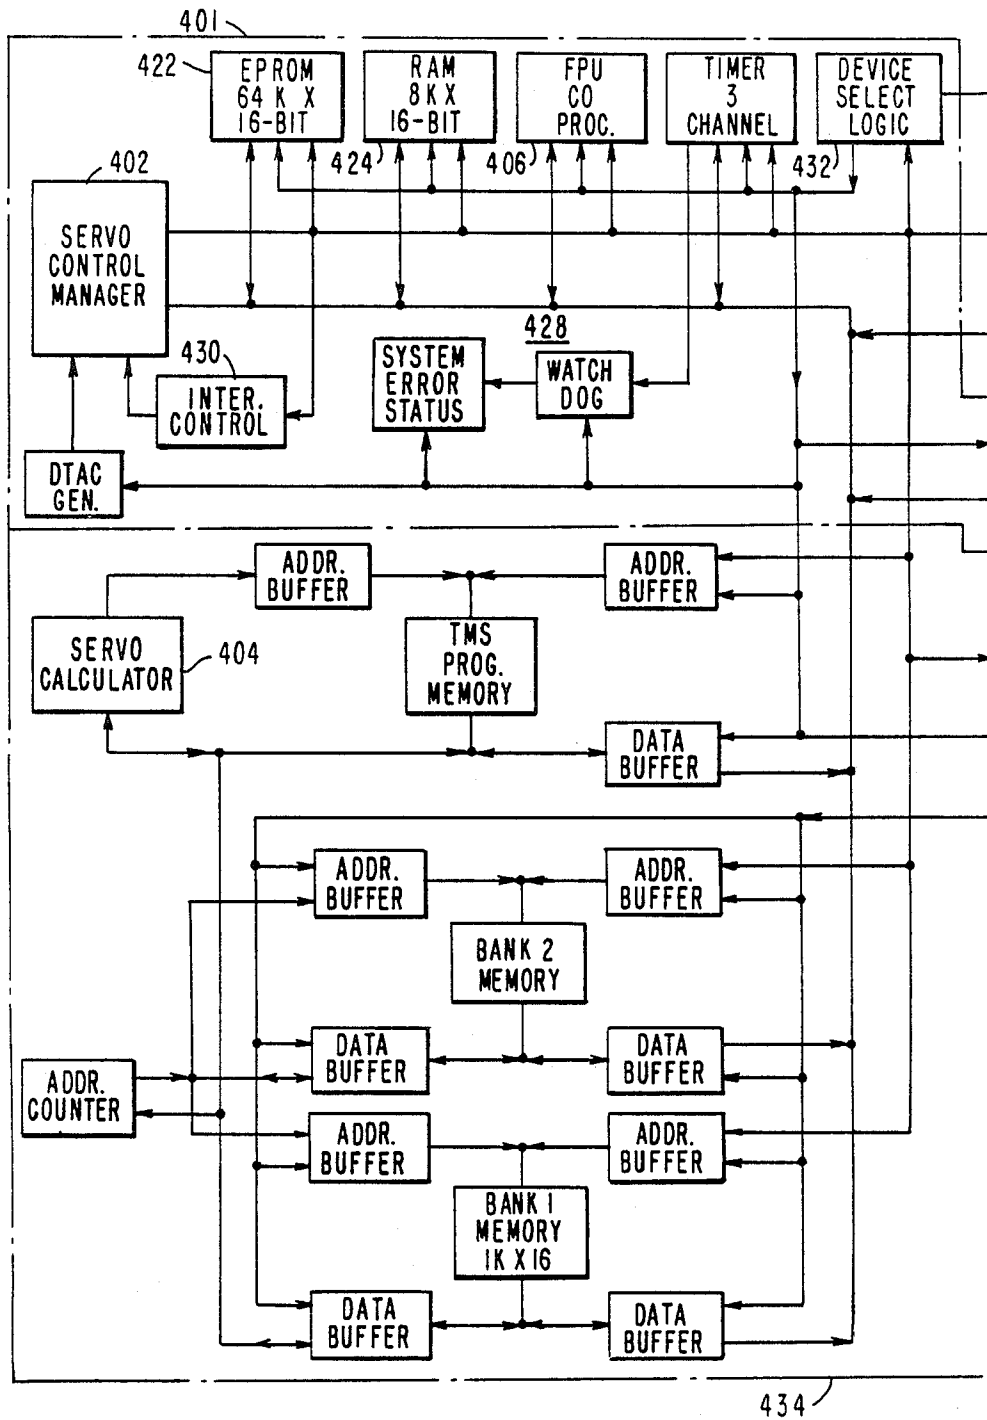 401
422
EPROM
64 K X
16-BIT
RAM
8K X
16-BIT
424
FPU
CO
PROC.
406
TIMER
3
CHANNEL
DEVICE
SELECT
LOGIC
432
402
SERVO
CONTROL
MANAGER
428
430
INTER.
CONTROL
SYSTEM
ERROR
STATUS
WATCH
DOG
DTAC
GEN.
ADDR.
BUFFER
ADDR.
BUFFER
SERVO
CALCULATOR
404
TMS
PROG.
MEMORY
DATA
BUFFER
ADDR.
BUFFER
ADDR.
BUFFER
BANK 2
MEMORY
DATA
BUFFER
DATA
BUFFER
ADDR.
COUNTER
ADDR.
BUFFER
ADDR.
BUFFER
BANK 1
MEMORY
1K X 16
DATA
BUFFER
DATA
BUFFER
434